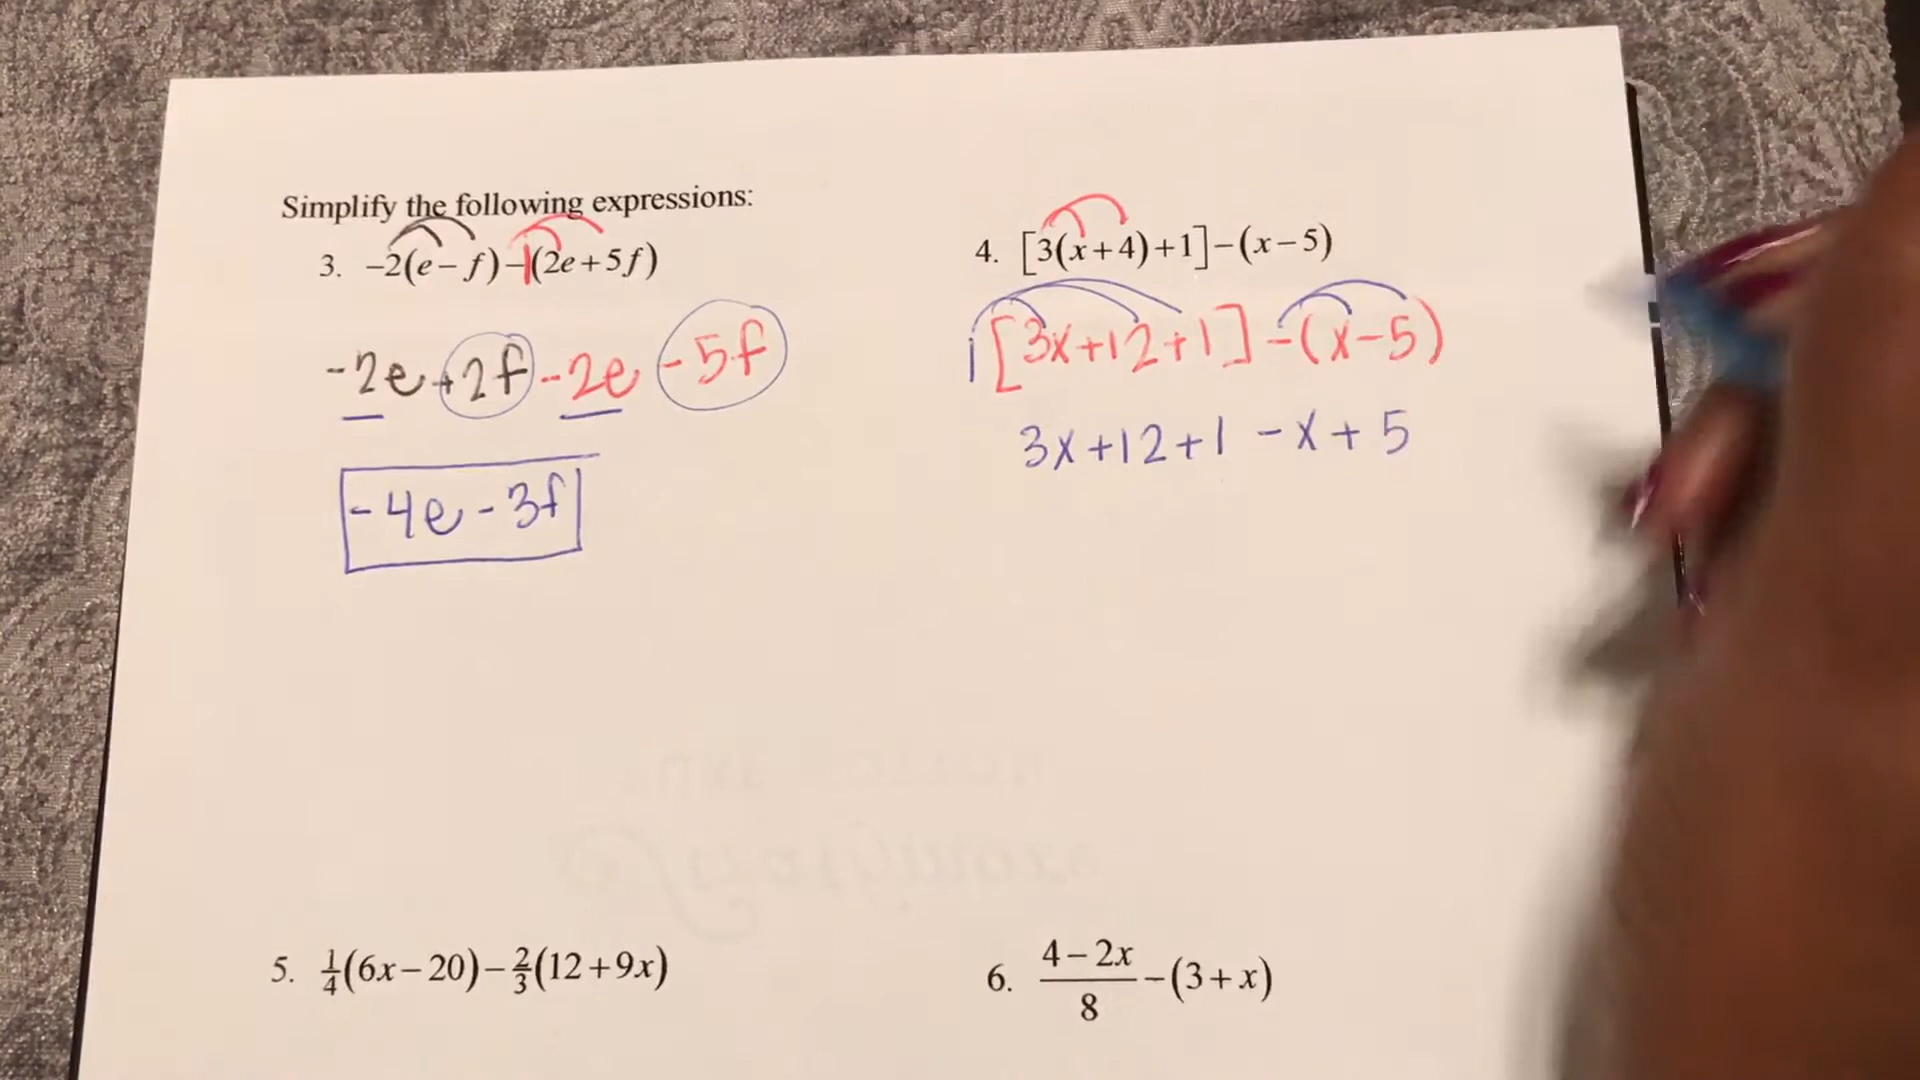 Simplify the following expressions:
3. −2(e − f) −1(2e + 5f)
-2e +2f -2e -5f
-4e - 3f
4. [3(x + 4) + 1] − (x − 5)
1[3x+12+1] -(x-5)
3x+12+1 -x+5
5. ¼(6x − 20) − ⅔(12 + 9x)
6. (4 − 2x)/8 − (3 + x)